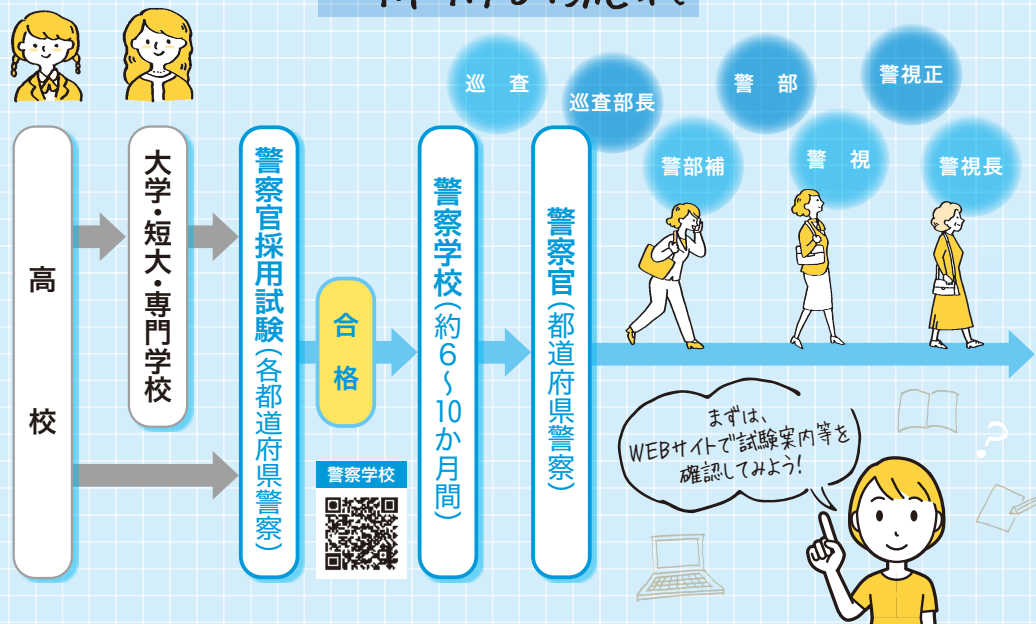 高校
大学・短大・専門学校
警察官採用試験(各都道府県警察)
合格
警察学校
警察学校(約6～10か月間)
警察官(都道府県警察)
巡査
巡査部長
警部補
警部
警視
警視正
警視長
まずは、
WEBサイトで試験案内等を
確認してみよう!
?